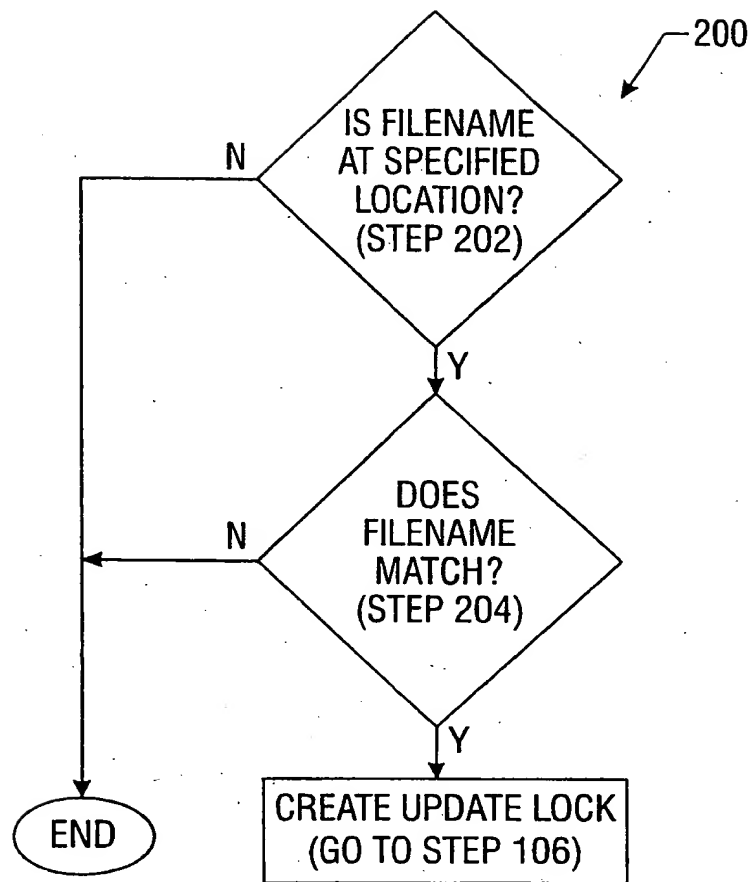 200
IS FILENAME
AT SPECIFIED
LOCATION?
(STEP 202)
N
Y
DOES
FILENAME
MATCH?
(STEP 204)
N
Y
CREATE UPDATE LOCK
(GO TO STEP 106)
END